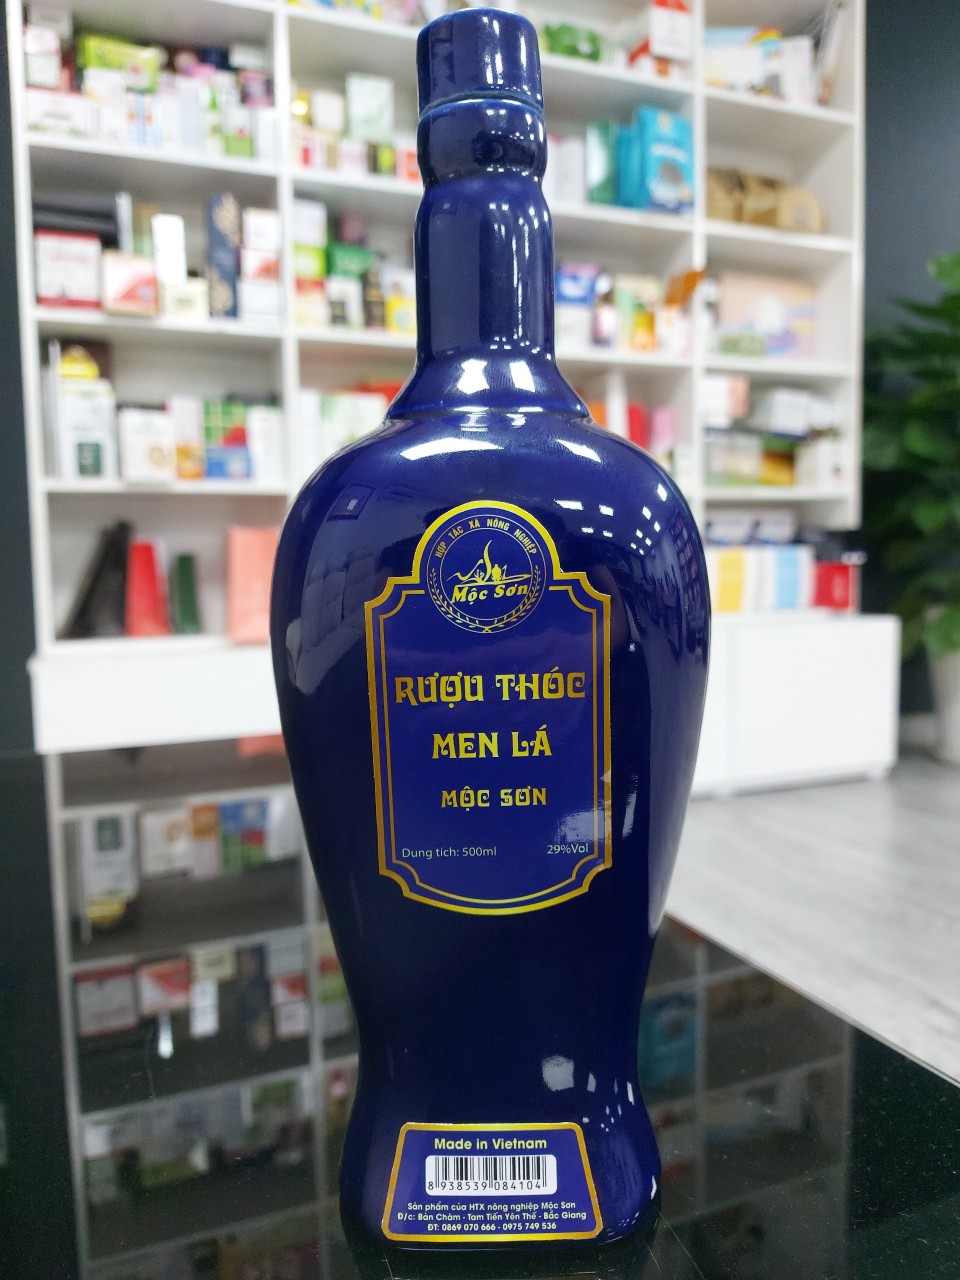 HỢP TÁC XÃ NÔNG NGHIỆP
Mộc Sơn
RƯỢU THÓC
MEN LÁ
MỘC SƠN
Dung tích: 500ml 29%Vol
Made in Vietnam
8 938539 084104
Sản phẩm của HTX nông nghiệp Mộc Sơn
Đ/c: Bản Chàm - Tam Tiến Yên Thế - Bắc Giang
ĐT: 0869 070 666 - 0975 749 536